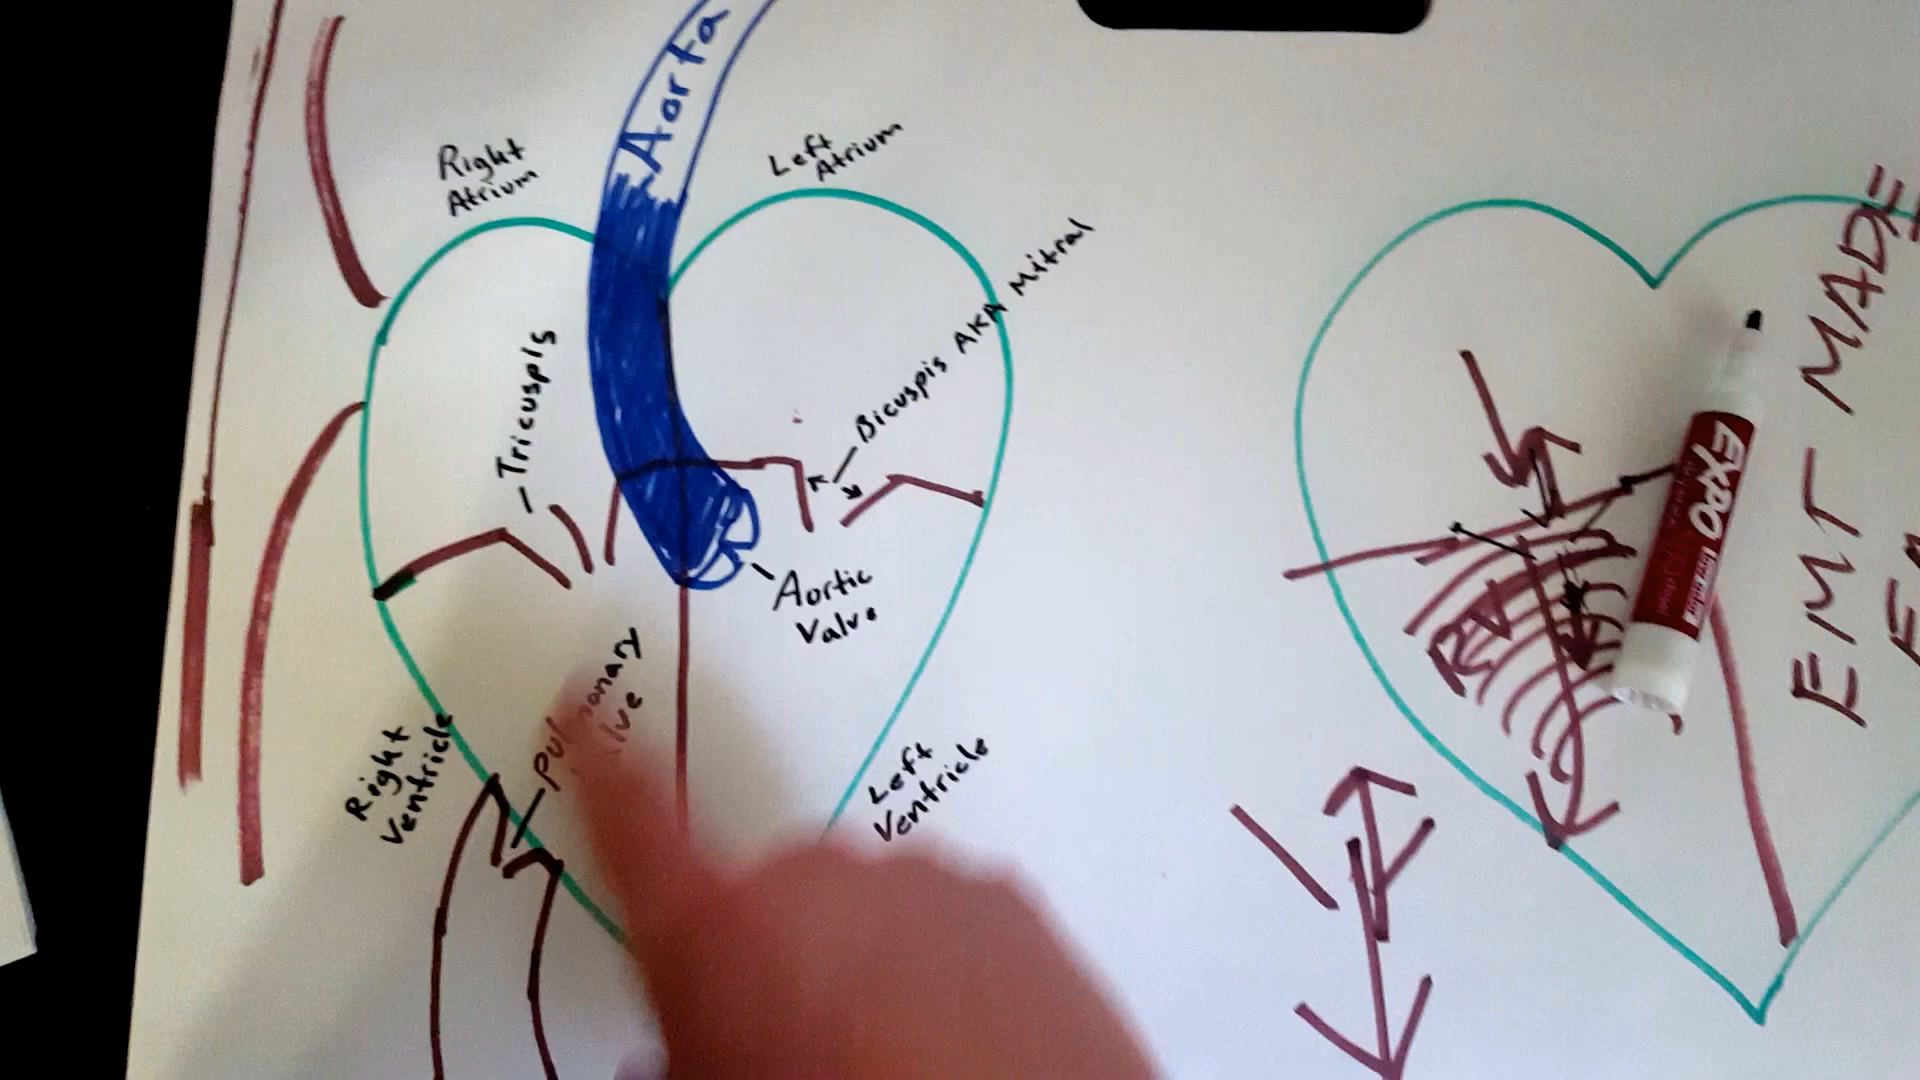 Aorta
Right
Atrium
Left
Atrium
Tricuspis
Bicuspis AKA Mitral
Aortic
Valve
Right
Ventricle
Left
Ventricle
EXPO
EMT MADE